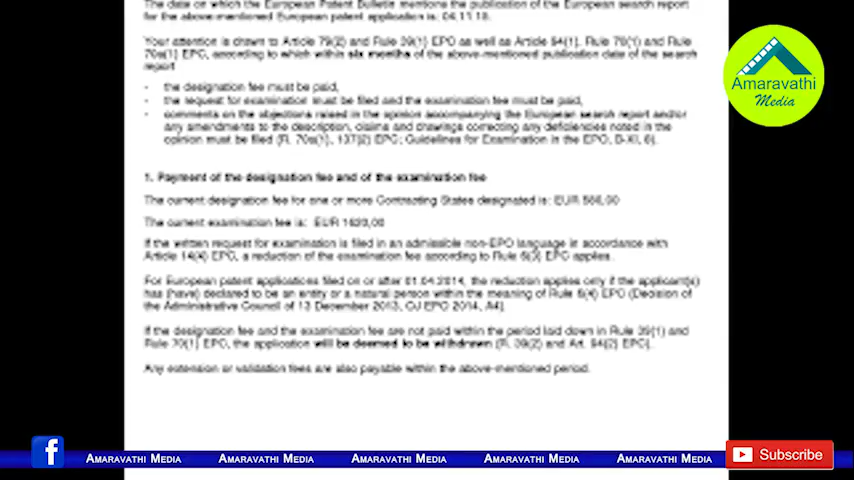 The date on which the European Patent Bulletin mentions the publication of the European search report
for the above-mentioned European patent application is: 04.11.15.
Your attention is drawn to Article 79(2) and Rule 39(1) EPC as well as Article 94(1), Rule 70(1) and Rule
70a(1) EPC, according to which within six months of the above-mentioned publication date of the search
report
Amaravathi
Media
- the designation fee must be paid,
- the request for examination must be filed and the examination fee must be paid,
- comments on the objections raised in the opinion accompanying the European search report and/or
any amendments to the description, claims and drawings correcting any deficiencies noted in the
opinion must be filed (R. 70a(1), 137(2) EPC; Guidelines for Examination in the EPO,
1. Payment of the designation fee and of the examination fee
The current designation fee for one or more Contracting States designated is: EUR
The current examination fee is: EUR
If the written request for examination is filed in an admissible non-EPO language in accordance with
Article 14(4) EPC, a reduction of the examination fee according to Rule 6(3) EPC applies.
For European patent applications filed on or after 01.04.2014, the reduction applies only if the applicant(s)
has (have) declared to be an entity or a natural person within the meaning of Rule 6(4) EPC (Decision of
the Administrative Council of 13 December 2013, OJ EPO 2014, A4).
If the designation fee and the examination fee are not paid within the period laid down in Rule 39(1) and
Rule 70(1) EPC, the application will be deemed to be withdrawn (R. 39(2) and Art. 94(2) EPC).
Any extension or validation fees are also payable within the above-mentioned period.
f Amaravathi Media Amaravathi Media Amaravathi Media Amaravathi Media Amaravathi Media Subscribe